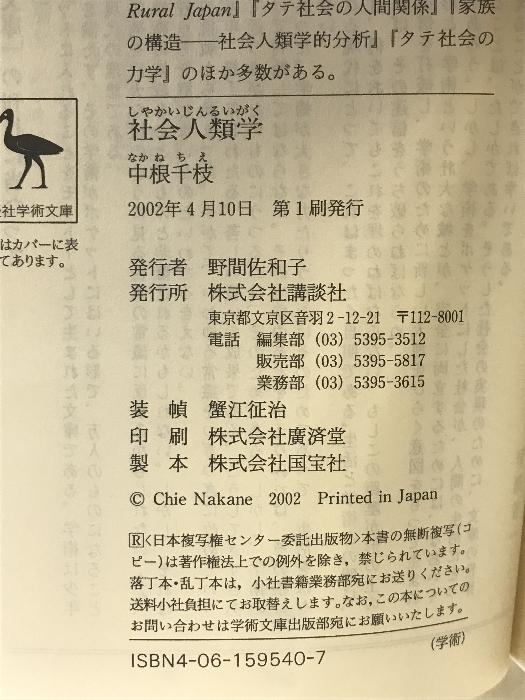 Rural Japan』『タテ社会の人間関係』『家族
の構造――社会人類学的分析』『タテ社会の
力学』のほか多数がある。
しゃかいじんるいがく
社会人類学
なかねちえ
中根千枝
2002年4月10日 第1刷発行
発行者 野間佐和子
発行所 株式会社講談社
東京都文京区音羽2-12-21 〒112-8001
電話 編集部 (03) 5395-3512
販売部 (03) 5395-5817
業務部 (03) 5395-3615
装 幀 蟹江征治
印 刷 株式会社廣済堂
製 本 株式会社国宝社
© Chie Nakane 2002 Printed in Japan
R〈日本複写権センター委託出版物〉本書の無断複写(コ
ピー)は著作権法上での例外を除き，禁じられています。
落丁本・乱丁本は，小社書籍業務部宛にお送りください。
送料小社負担にてお取替えします。なお，この本についての
お問い合わせは学術文庫出版部宛にお願いいたします。
(学術)
ISBN4-06-159540-7
社学術文庫
はカバーに表
てあります。